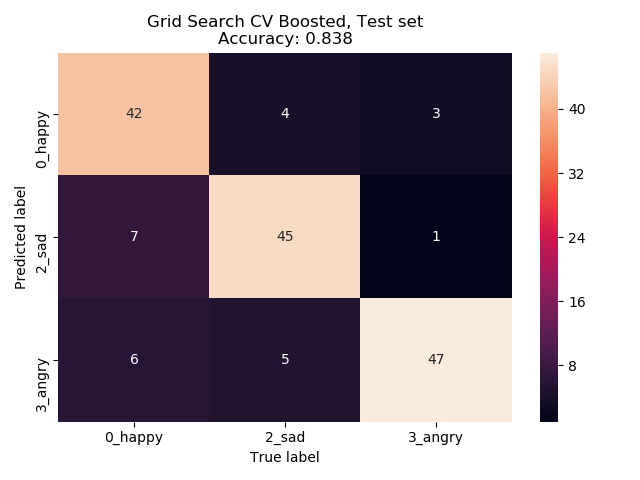 Grid Search CV Boosted, Test set
Accuracy: 0.838
Predicted label
0_happy
42
4
3
2_sad
7
45
1
3_angry
6
5
47
0_happy
2_sad
3_angry
True label
40
32
24
16
8